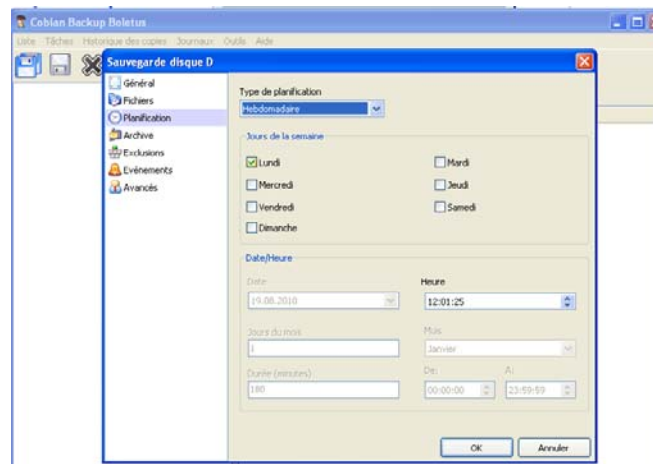 Cobian Backup Boletus
Liste Tâches Historique des copies Journaux Outils Aide
Sauvegarde disque D
Général
Fichiers
Planification
Archive
Exclusions
Evénements
Avancés
Type de planification
Hebdomadaire
Jours de la semaine
Lundi Mardi
Mercredi Jeudi
Vendredi Samedi
Dimanche
Date/Heure
Date Heure
19.08.2010 12:01:25
Jours du mois Mois
1 Janvier
Durée (minutes) De: A:
180 00:00:00 23:59:59
OK Annuler